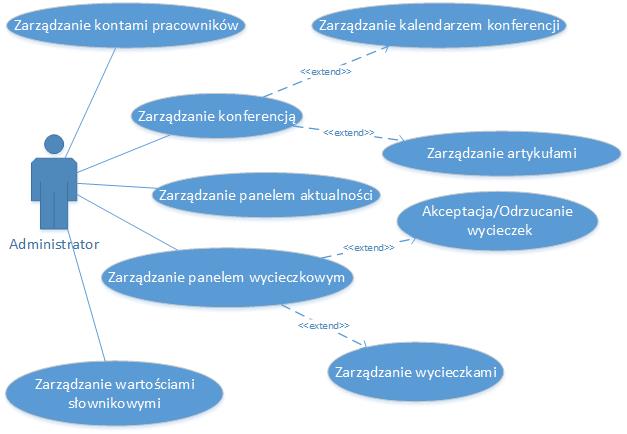 Zarządzanie kontami pracowników
Zarządzanie kalendarzem konferencji
<<extend>>
Zarządzanie konferencją
<<extend>>
Zarządzanie artykułami
Zarządzanie panelem aktualności
Akceptacja/Odrzucanie
wycieczek
Administrator
<<extend>>
Zarządzanie panelem wycieczkowym
<<extend>>
Zarządzanie wycieczkami
Zarządzanie wartościami
słownikowymi